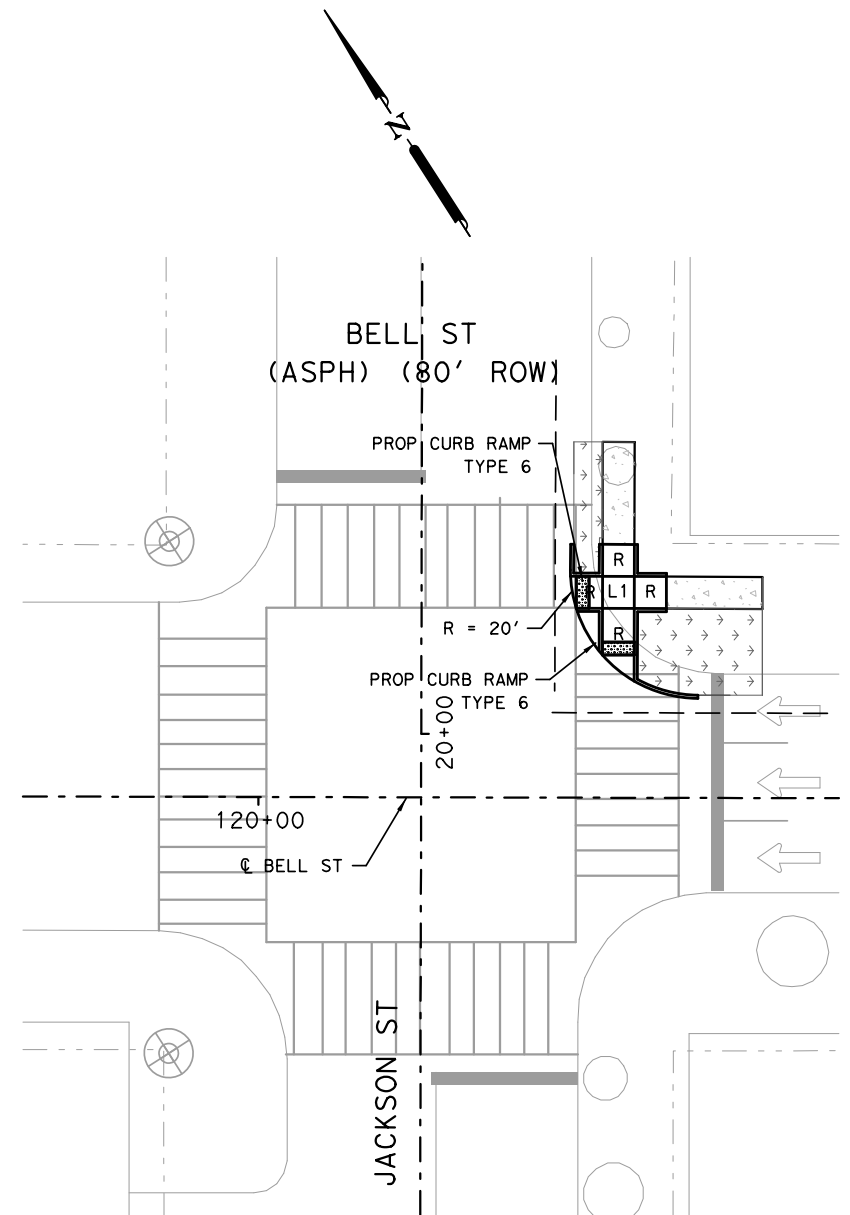 N
BELL ST
(ASPH) (80' ROW)
PROP CURB RAMP
TYPE 6
R
R L1 R
R
R = 20'
PROP CURB RAMP
TYPE 6
20+00
120+00
℄ BELL ST
JACKSON ST